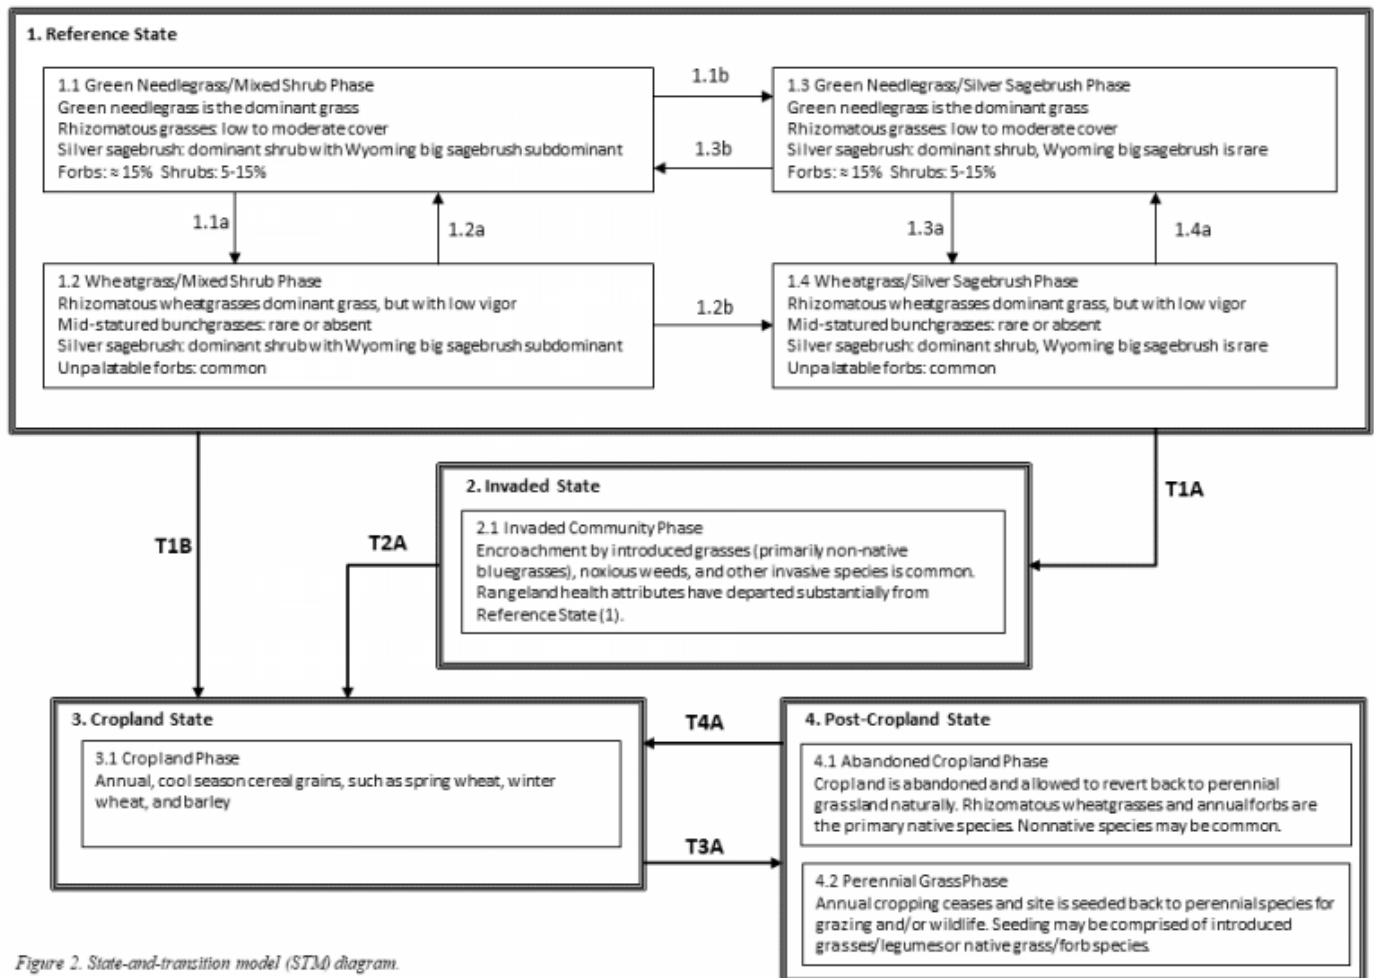 1. Reference State
1.1 Green Needlegrass/Mixed Shrub Phase
Green needlegrass is the dominant grass
Rhizomatous grasses: low to moderate cover
Silver sagebrush: dominant shrub with Wyoming big sagebrush subdominant
Forbs: ≈ 15% Shrubs: 5-15%
1.1b
1.3b
1.3 Green Needlegrass/Silver Sagebrush Phase
Green needlegrass is the dominant grass
Rhizomatous grasses: low to moderate cover
Silver sagebrush: dominant shrub, Wyoming big sagebrush is rare
Forbs: ≈ 15% Shrubs: 5-15%
1.1a
1.2a
1.3a
1.4a
1.2 Wheatgrass/Mixed Shrub Phase
Rhizomatous wheatgrasses dominant grass, but with low vigor
Mid-statured bunchgrasses: rare or absent
Silver sagebrush: dominant shrub with Wyoming big sagebrush subdominant
Unpalatable forbs: common
1.2b
1.4 Wheatgrass/Silver Sagebrush Phase
Rhizomatous wheatgrasses dominant grass, but with low vigor
Mid-statured bunchgrasses: rare or absent
Silver sagebrush: dominant shrub, Wyoming big sagebrush is rare
Unpalatable forbs: common
T1B
T2A
T1A
2. Invaded State
2.1 Invaded Community Phase
Encroachment by introduced grasses (primarily non-native
bluegrasses), noxious weeds, and other invasive species is common.
Rangeland health attributes have departed substantially from
Reference State (1).
3. Cropland State
3.1 Cropland Phase
Annual, cool season cereal grains, such as spring wheat, winter
wheat, and barley
T4A
T3A
4. Post-Cropland State
4.1 Abandoned Cropland Phase
Cropland is abandoned and allowed to revert back to perennial
grassland naturally. Rhizomatous wheatgrasses and annual forbs are
the primary native species. Nonnative species may be common.
4.2 Perennial Grass Phase
Annual cropping ceases and site is seeded back to perennial species for
grazing and/or wildlife. Seeding may be comprised of introduced
grasses/legumes or native grass/forb species.
Figure 2. State-and-transition model (STM) diagram.